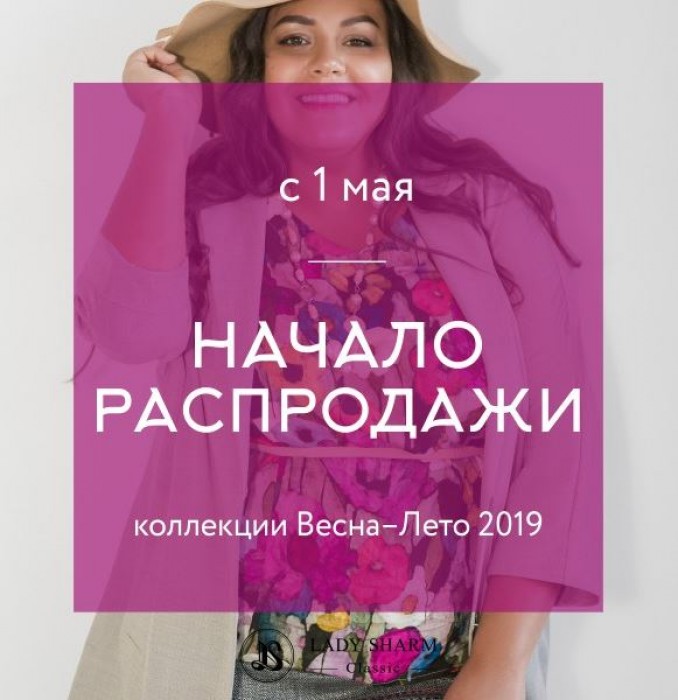 с 1 мая
НАЧАЛО
РАСПРОДАЖИ
коллекции Весна–Лето 2019
LADY SHARM
Classic